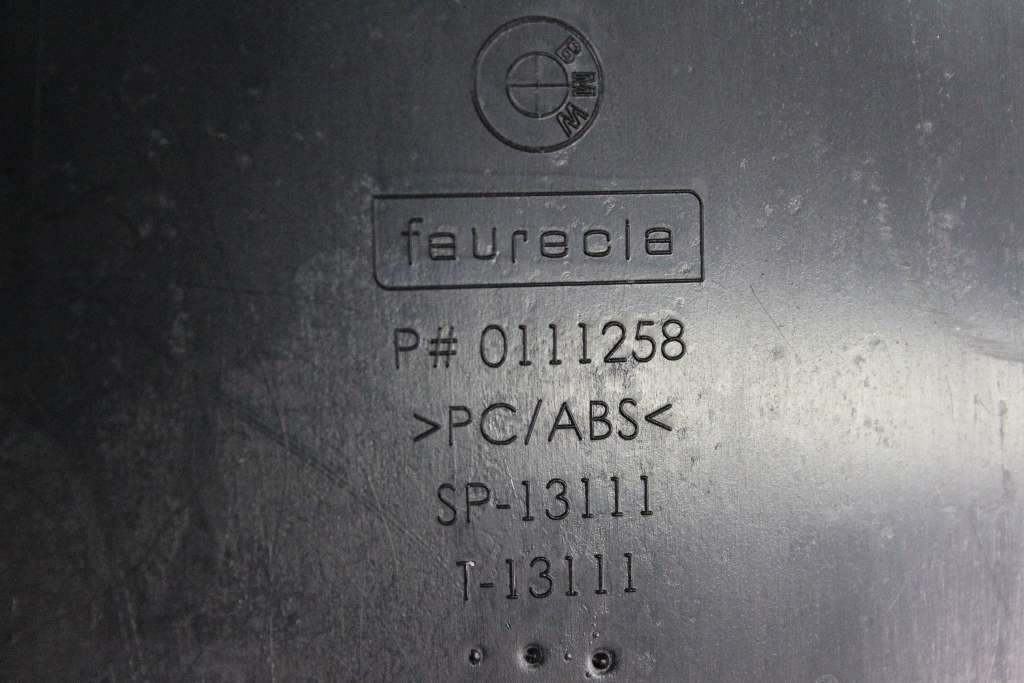 BMW
faurecia
P# 0111258
>PC/ABS<
SP-13111
T-13111